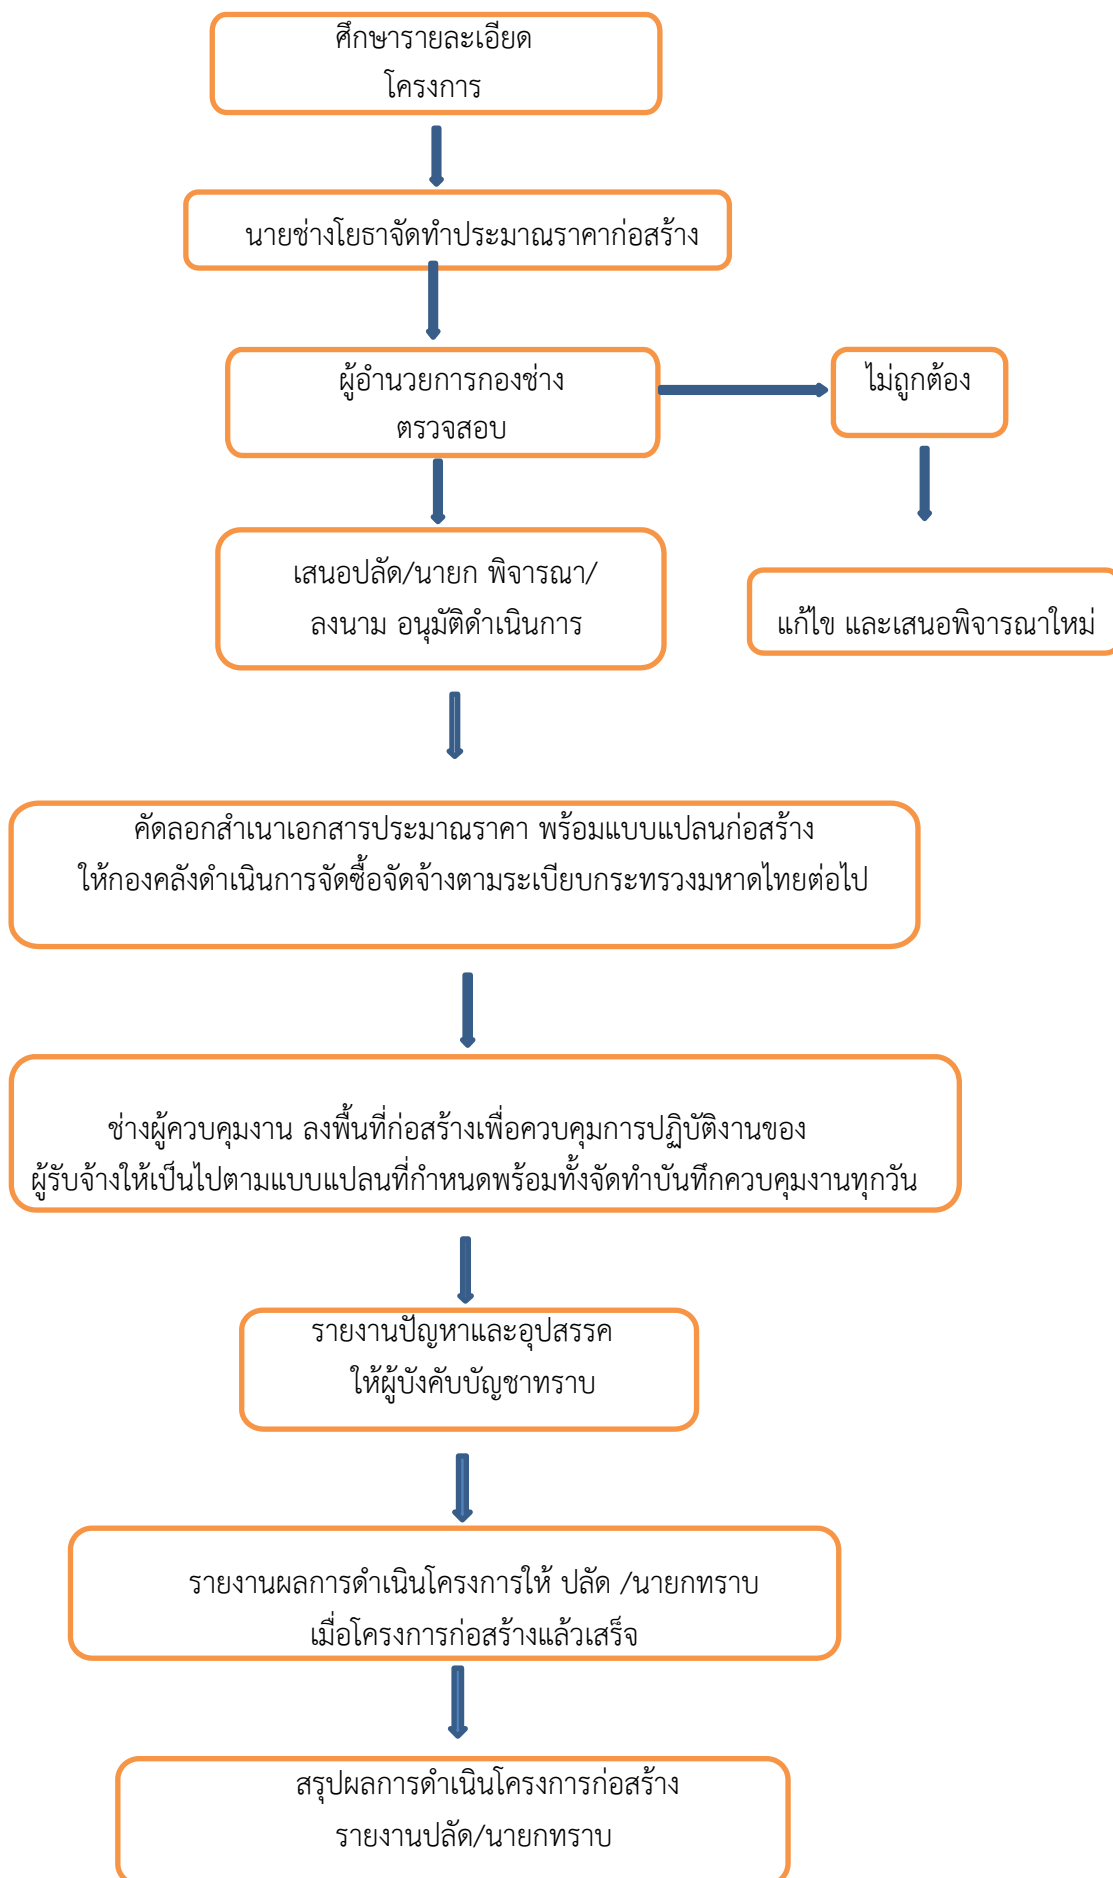 ศึกษารายละเอียด
โครงการ
นายช่างโยธาจัดทำประมาณราคาก่อสร้าง
ผู้อำนวยการกองช่าง
ตรวจสอบ
ไม่ถูกต้อง
เสนอปลัด/นายก พิจารณา/
ลงนาม อนุมัติดำเนินการ
แก้ไข และเสนอพิจารณาใหม่
คัดลอกสำเนาเอกสารประมาณราคา พร้อมแบบแปลนก่อสร้าง
ให้กองคลังดำเนินการจัดซื้อจัดจ้างตามระเบียบกระทรวงมหาดไทยต่อไป
ช่างผู้ควบคุมงาน ลงพื้นที่ก่อสร้างเพื่อควบคุมการปฏิบัติงานของ
ผู้รับจ้างให้เป็นไปตามแบบแปลนที่กำหนดพร้อมทั้งจัดทำบันทึกควบคุมงานทุกวัน
รายงานปัญหาและอุปสรรค
ให้ผู้บังคับบัญชาทราบ
รายงานผลการดำเนินโครงการให้ ปลัด /นายกทราบ
เมื่อโครงการก่อสร้างแล้วเสร็จ
สรุปผลการดำเนินโครงการก่อสร้าง
รายงานปลัด/นายกทราบ